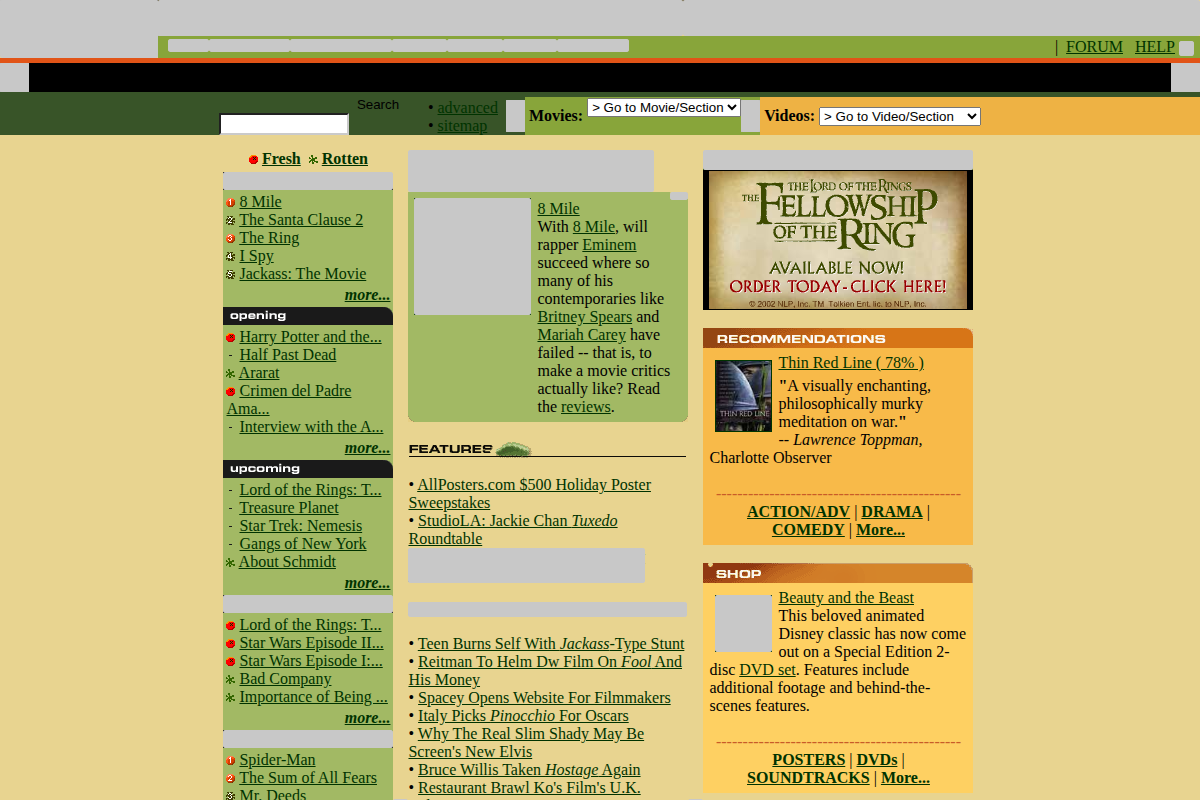 | FORUM HELP
Search
• advanced
• sitemap
Movies:
> Go to Movie/Section
Videos:
> Go to Video/Section
Fresh Rotten
8 Mile
The Santa Clause 2
The Ring
I Spy
Jackass: The Movie
more...
opening
Harry Potter and the...
- Half Past Dead
Ararat
Crimen del Padre
Ama...
- Interview with the A...
more...
upcoming
- Lord of the Rings: T...
- Treasure Planet
- Star Trek: Nemesis
- Gangs of New York
About Schmidt
more...
Lord of the Rings: T...
Star Wars Episode II...
Star Wars Episode I:...
Bad Company
Importance of Being ...
more...
Spider-Man
The Sum of All Fears
Mr. Deeds
8 Mile
With 8 Mile, will
rapper Eminem
succeed where so
many of his
contemporaries like
Britney Spears and
Mariah Carey have
failed -- that is, to
make a movie critics
actually like? Read
the reviews.
FEATURES
• AllPosters.com $500 Holiday Poster
Sweepstakes
• StudioLA: Jackie Chan Tuxedo
Roundtable
• Teen Burns Self With Jackass-Type Stunt
• Reitman To Helm Dw Film On Fool And
His Money
• Spacey Opens Website For Filmmakers
• Italy Picks Pinocchio For Oscars
• Why The Real Slim Shady May Be
Screen's New Elvis
• Bruce Willis Taken Hostage Again
• Restaurant Brawl Ko's Film's U.K.
THE LORD OF THE RINGS
THE FELLOWSHIP
OF THE RING
AVAILABLE NOW!
ORDER TODAY-CLICK HERE!
© 2002 NLP, Inc. TM Tolkien Ent. lic. to NLP, Inc.
RECOMMENDATIONS
THIN RED LINE
Thin Red Line ( 78% )
"A visually enchanting,
philosophically murky
meditation on war."
-- Lawrence Toppman,
Charlotte Observer
----------------------------------------------
ACTION/ADV | DRAMA |
COMEDY | More...
SHOP
Beauty and the Beast
This beloved animated
Disney classic has now come
out on a Special Edition 2-
disc DVD set. Features include
additional footage and behind-the-
scenes features.
----------------------------------------------
POSTERS | DVDs |
SOUNDTRACKS | More...